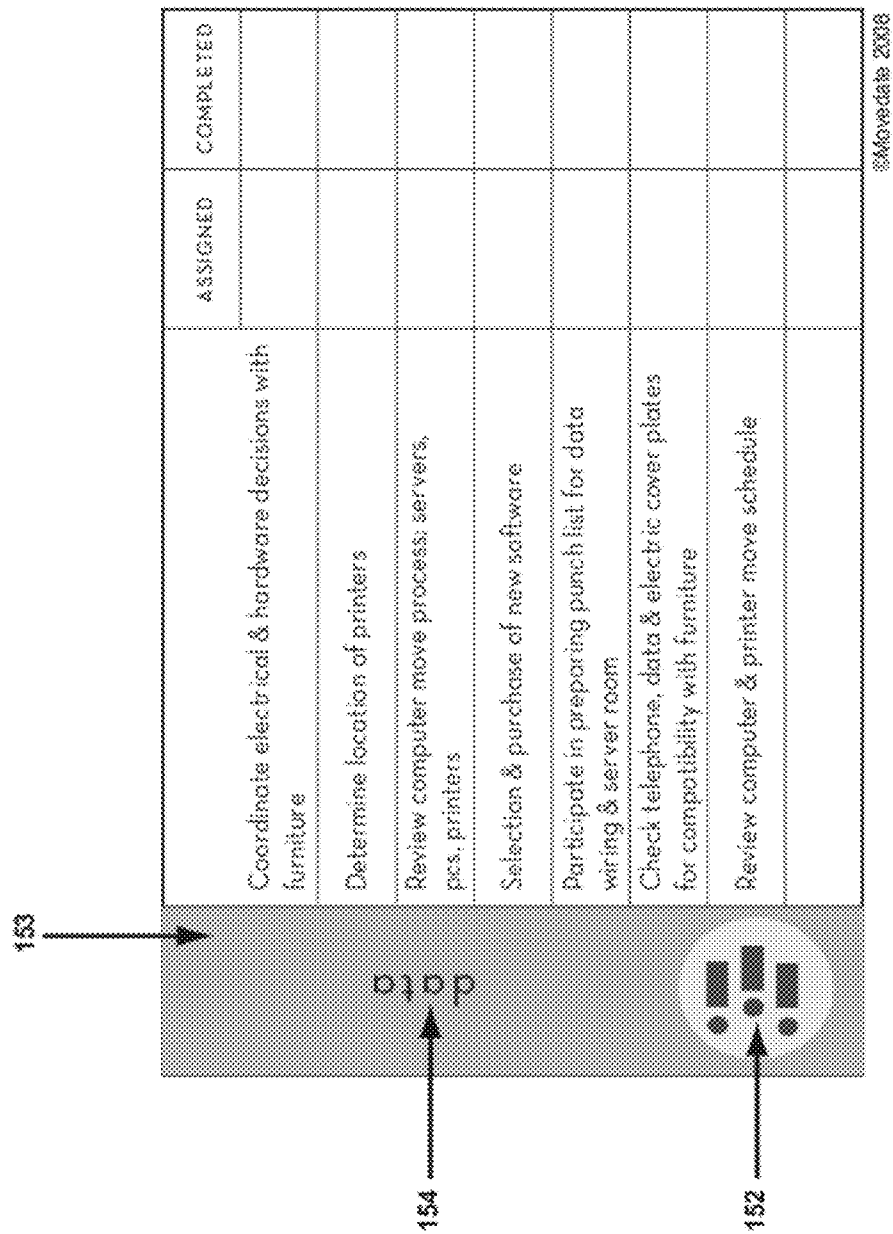 153
ASSIGNED COMPLETED
Coordinate electrical & hardware decisions with
furniture
Determine location of printers
Review computer move process; servers,
pcs, printers
Selection & purchase of new software
Participate in preparing punch list for data
wiring & server room
Check telephone, data & electric cover plates
for compatibility with furniture
Review computer & printer move schedule
data
154
152
©Movedate 2008